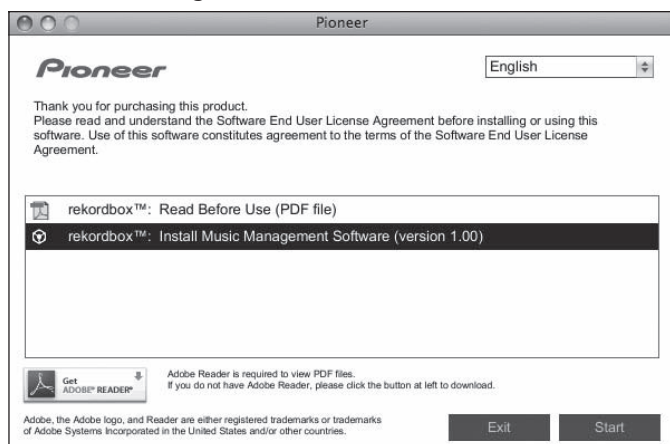 Pioneer
Pioneer
English
Thank you for purchasing this product.
Please read and understand the Software End User License Agreement before installing or using this
software. Use of this software constitutes agreement to the terms of the Software End User License
Agreement.
rekordbox™: Read Before Use (PDF file)
rekordbox™: Install Music Management Software (version 1.00)
Get
ADOBE® READER®
Adobe Reader is required to view PDF files.
If you do not have Adobe Reader, please click the button at left to download.
Adobe, the Adobe logo, and Reader are either registered trademarks or trademarks
of Adobe Systems Incorporated in the United States and/or other countries.
Exit
Start